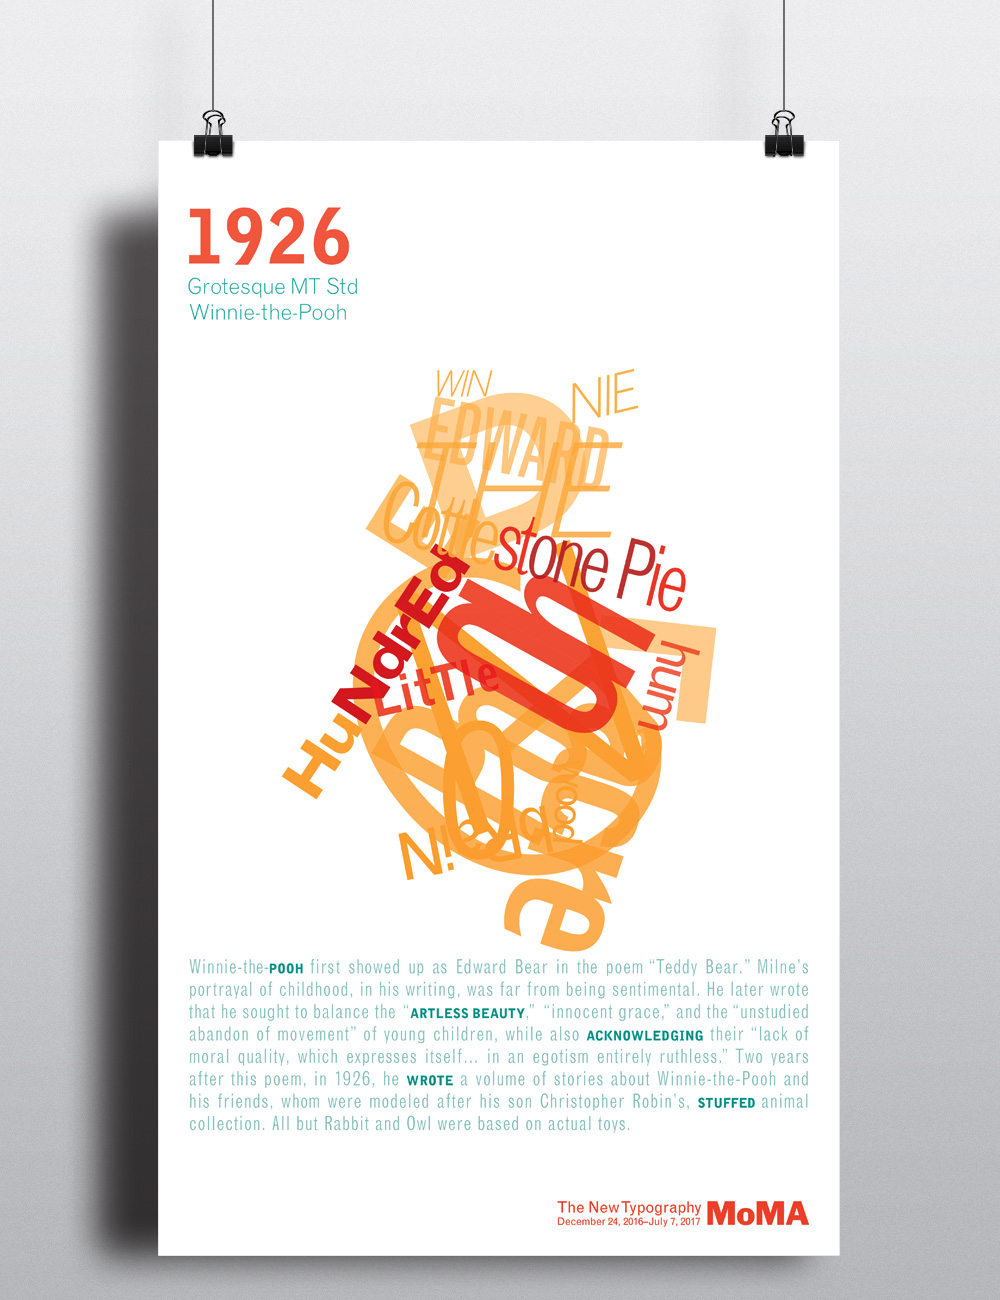 1926
Grotesque MT Std
Winnie-the-Pooh
WIN
NIE
EDWARD
Cottlestone Pie
HuNdrEd
LitTle
hum
Winnie-the-POOH first showed up as Edward Bear in the poem “Teddy Bear.” Milne’s
portrayal of childhood, in his writing, was far from being sentimental. He later wrote
that he sought to balance the “ARTLESS BEAUTY,” “innocent grace,” and the “unstudied
abandon of movement” of young children, while also ACKNOWLEDGING their “lack of
moral quality, which expresses itself... in an egotism entirely ruthless.” Two years
after this poem, in 1926, he WROTE a volume of stories about Winnie-the-Pooh and
his friends, whom were modeled after his son Christopher Robin’s, STUFFED animal
collection. All but Rabbit and Owl were based on actual toys.
The New Typography
December 24, 2016–July 7, 2017
MoMA